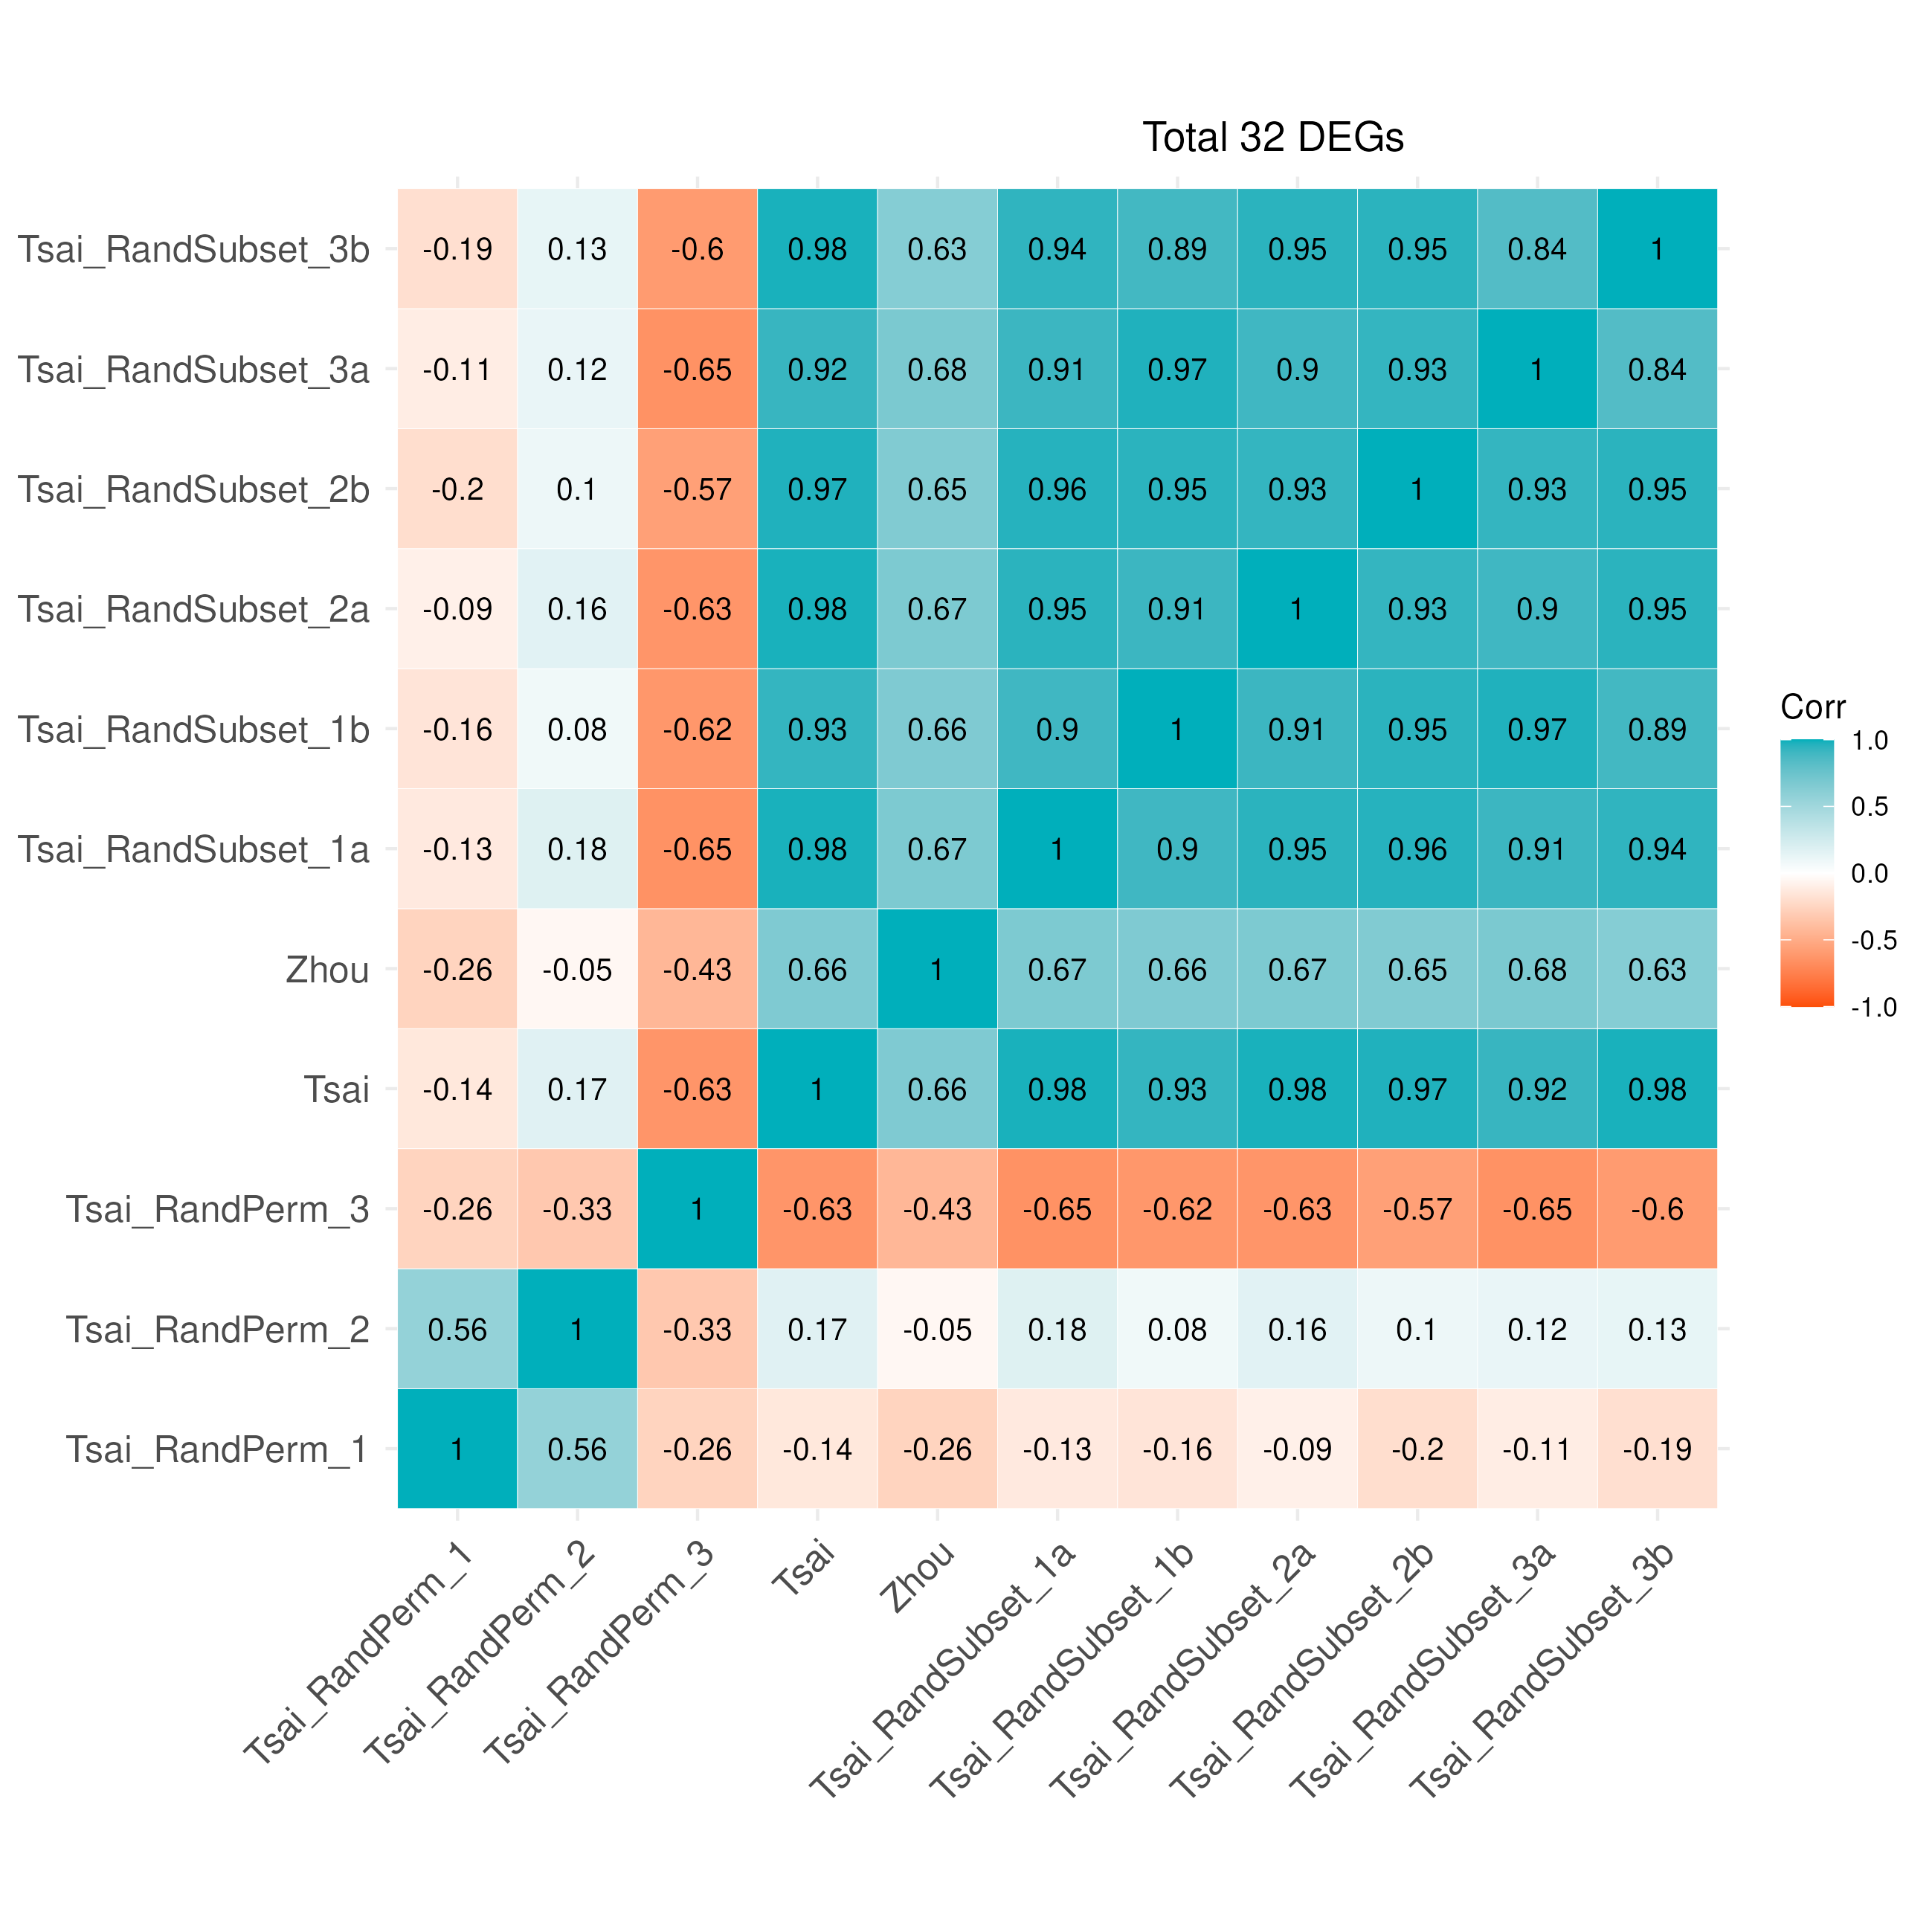 Total 32 DEGs
Tsai_RandSubset_3b -0.19 0.13 -0.6 0.98 0.63 0.94 0.89 0.95 0.95 0.84 1
Tsai_RandSubset_3a -0.11 0.12 -0.65 0.92 0.68 0.91 0.97 0.9 0.93 1 0.84
Tsai_RandSubset_2b -0.2 0.1 -0.57 0.97 0.65 0.96 0.95 0.93 1 0.93 0.95
Tsai_RandSubset_2a -0.09 0.16 -0.63 0.98 0.67 0.95 0.91 1 0.93 0.9 0.95
Tsai_RandSubset_1b -0.16 0.08 -0.62 0.93 0.66 0.9 1 0.91 0.95 0.97 0.89
Tsai_RandSubset_1a -0.13 0.18 -0.65 0.98 0.67 1 0.9 0.95 0.96 0.91 0.94
Zhou -0.26 -0.05 -0.43 0.66 1 0.67 0.66 0.67 0.65 0.68 0.63
Tsai -0.14 0.17 -0.63 1 0.66 0.98 0.93 0.98 0.97 0.92 0.98
Tsai_RandPerm_3 -0.26 -0.33 1 -0.63 -0.43 -0.65 -0.62 -0.63 -0.57 -0.65 -0.6
Tsai_RandPerm_2 0.56 1 -0.33 0.17 -0.05 0.18 0.08 0.16 0.1 0.12 0.13
Tsai_RandPerm_1 1 0.56 -0.26 -0.14 -0.26 -0.13 -0.16 -0.09 -0.2 -0.11 -0.19
Tsai_RandPerm_1
Tsai_RandPerm_2
Tsai_RandPerm_3
Tsai
Zhou
Tsai_RandSubset_1a
Tsai_RandSubset_1b
Tsai_RandSubset_2a
Tsai_RandSubset_2b
Tsai_RandSubset_3a
Tsai_RandSubset_3b
Corr
1.0
0.5
0.0
-0.5
-1.0